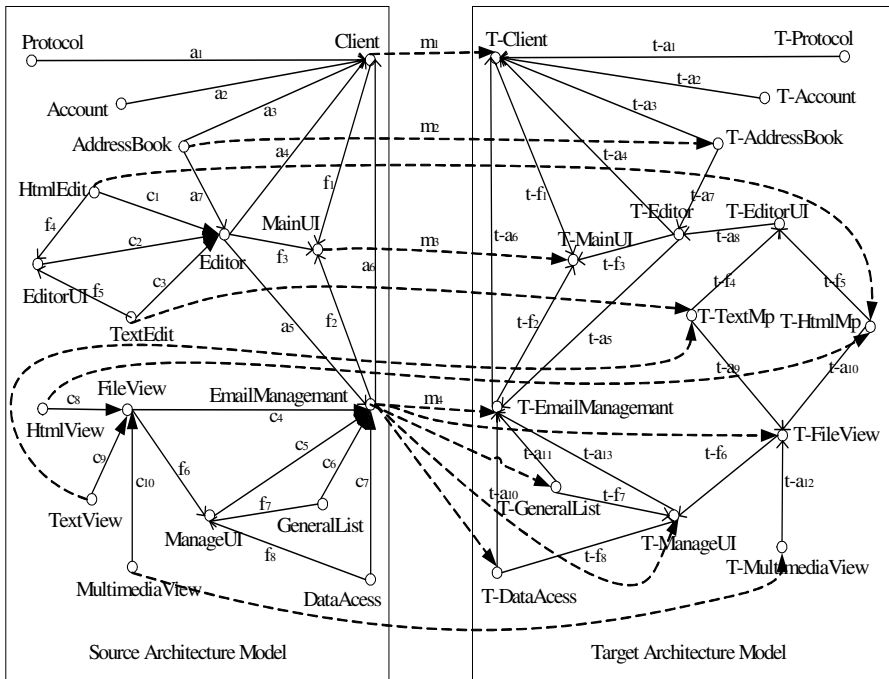 Protocol
a1
Client
m1
T-Client
t-a1
T-Protocol
Account
a2
t-a2
T-Account
AddressBook
a3
m2
t-a3
T-AddressBook
HtmlEdit
a4
t-a4
c1
a7
f1
t-f1
t-a7
f4
MainUI
T-Editor
T-EditorUI
c2
Editor
f3
m3
T-MainUI
t-a8
t-a6
t-f3
EditorUI
f5
c3
a6
t-f4
t-f5
TextEdit
a5
f2
t-f2
t-a5
T-TextMp
T-HtmlMp
c8
FileView
EmailManagemant
m4
t-a9
t-a10
HtmlView
c4
T-EmailManagemant
T-FileView
c9
f6
c5
c6
c10
c7
t-a11
t-a13
t-f6
TextView
f7
t-a10
T-GeneralList
t-f7
t-a12
ManageUI
GeneralList
f8
T-ManageUI
t-f8
MultimediaView
DataAcess
T-DataAcess
T-MultimediaView
Source Architecture Model
Target Architecture Model